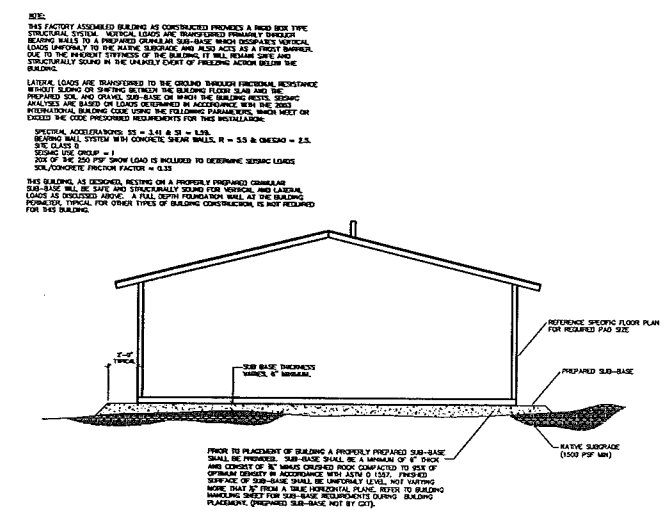 NOTE:
THIS FACTORY ASSEMBLED BUILDING AS CONSTRUCTED PROVIDES A RIGID BOX TYPE
STRUCTURAL SYSTEM. VERTICAL LOADS ARE TRANSFERRED PRIMARILY THROUGH
BEARING WALLS TO A PREPARED GRANULAR SUB-BASE WHICH DISSIPATES VERTICAL
LOADS UNIFORMLY TO THE NATIVE SUBGRADE AND ALSO ACTS AS A FROST BARRIER.
DUE TO THE INHERENT STIFFNESS OF THE BUILDING, IT WILL REMAIN SAFE AND
STRUCTURALLY SOUND IN THE UNLIKELY EVENT OF FREEZING ACTION BELOW THE
BUILDING.
LATERAL LOADS ARE TRANSFERRED TO THE GROUND THROUGH FRICTIONAL RESISTANCE
WITHOUT SLIDING OR SHIFTING BETWEEN THE BUILDING FLOOR SLAB AND THE
PREPARED SOIL AND GRAVEL SUB-BASE ON WHICH THE BUILDING RESTS. SEISMIC
ANALYSES ARE BASED ON LOADS DETERMINED IN ACCORDANCE WITH THE 2003
INTERNATIONAL BUILDING CODE USING THE FOLLOWING PARAMETERS, WHICH MEET OR
EXCEED THE CODE PRESCRIBED REQUIREMENTS FOR THIS INSTALLATION:
SPECTRAL ACCELERATIONS: SS = 3.41 & S1 = 1.59.
BEARING WALL SYSTEM WITH CONCRETE SHEAR WALLS, R = 5.5 & OMEGAO = 2.5.
SITE CLASS D
SEISMIC USE GROUP = I
20% OF THE 250 PSF SNOW LOAD IS INCLUDED TO DETERMINE SEISMIC LOADS
SOIL/CONCRETE FRICTION FACTOR = 0.35
THIS BUILDING, AS DESIGNED, RESTING ON A PROPERLY PREPARED GRANULAR
SUB-BASE WILL BE SAFE AND STRUCTURALLY SOUND FOR VERTICAL AND LATERAL
LOADS AS DISCUSSED ABOVE. A FULL DEPTH FOUNDATION WALL AT THE BUILDING
PERIMETER, TYPICAL FOR OTHER TYPES OF BUILDING CONSTRUCTION, IS NOT REQUIRED
FOR THIS BUILDING.
REFERENCE SPECIFIC FLOOR PLAN
FOR REQUIRED PAD SIZE
2'-0"
TYPICAL
SUB BASE THICKNESS
VARIES, 6" MINIMUM.
PREPARED SUB-BASE
NATIVE SUBGRADE
(1500 PSF MIN)
PRIOR TO PLACEMENT OF BUILDING A PROPERLY PREPARED SUB-BASE
SHALL BE PROVIDED. SUB-BASE SHALL BE A MINIMUM OF 6" THICK
AND CONSIST OF ¾" MINUS CRUSHED ROCK COMPACTED TO 95% OF
OPTIMUM DENSITY IN ACCORDANCE WITH ASTM D 1557. FINISHED
SURFACE OF SUB-BASE SHALL BE UNIFORMLY LEVEL, NOT VARYING
MORE THAT FROM A TRUE HORIZONTAL PLANE. REFER TO BUILDING
HANDLING SHEET FOR SUB-BASE REQUIREMENTS DURING BUILDING
PLACEMENT. (PREPARED SUB-BASE NOT BY CXT).